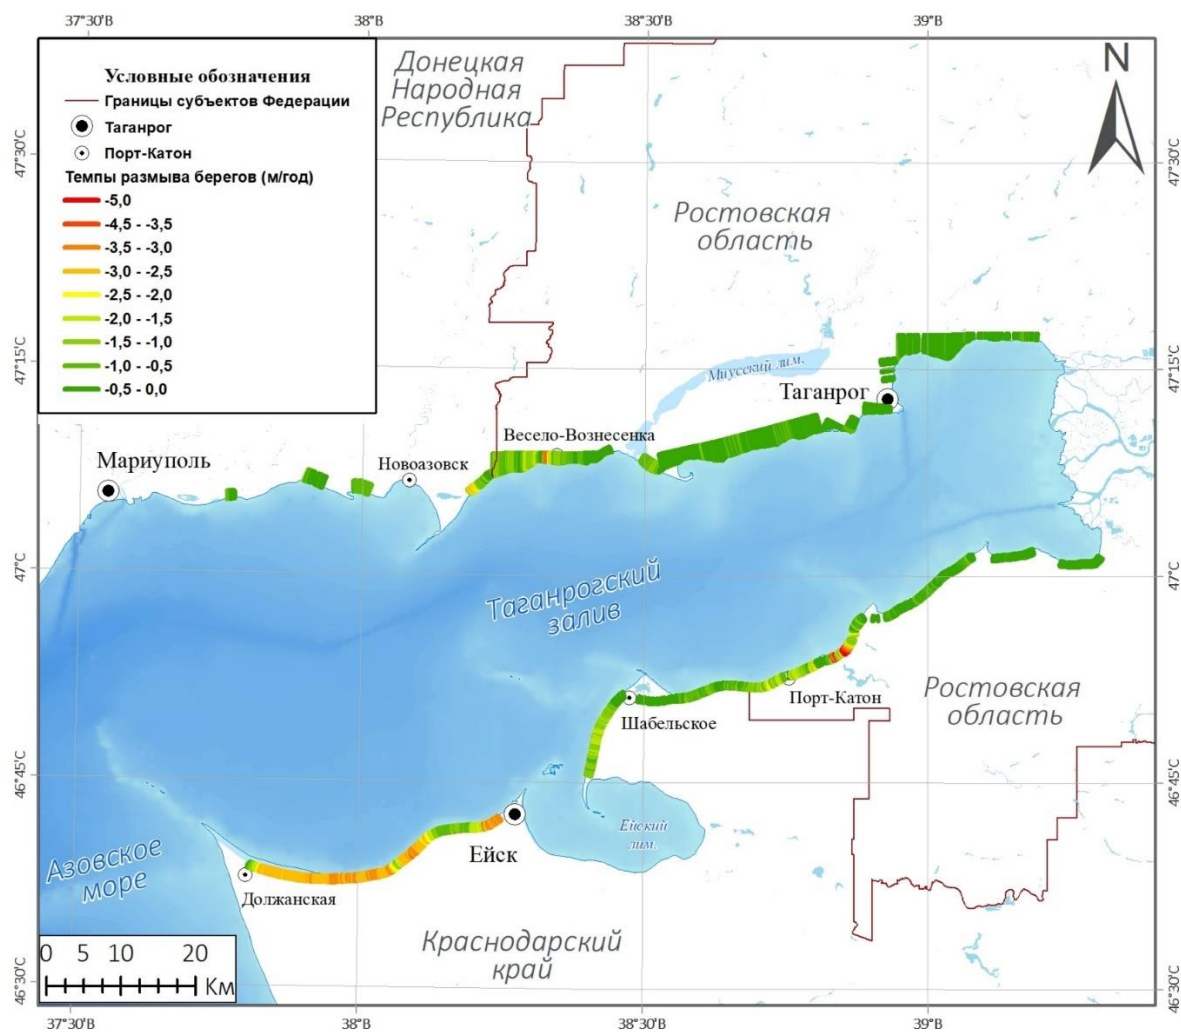 37°30'В
38°В
38°30'В
39°В
Условные обозначения
Границы субъектов Федерации
Таганрог
Порт-Катон
Темпы размыва берегов (м/год)
-5,0
-4,5 - -3,5
-3,5 - -3,0
-3,0 - -2,5
-2,5 - -2,0
-2,0 - -1,5
-1,5 - -1,0
-1,0 - -0,5
-0,5 - 0,0
Донецкая
Народная
Республика
N
47°30'С
47°30'С
Ростовская
область
47°15'С
47°15'С
Миусский лим.
Таганрог
Весело-Вознесенка
Мариуполь
Новоазовск
47°С
47°С
Таганрогский
залив
Порт-Катон
Ростовская
область
Шабельское
46°45'С
46°45'С
Ейский
лим.
Ейск
Азовское
море
Должанская
Краснодарский
край
0 5 10 20
Км
46°30'С
46°30'С
37°30'В
38°В
38°30'В
39°В